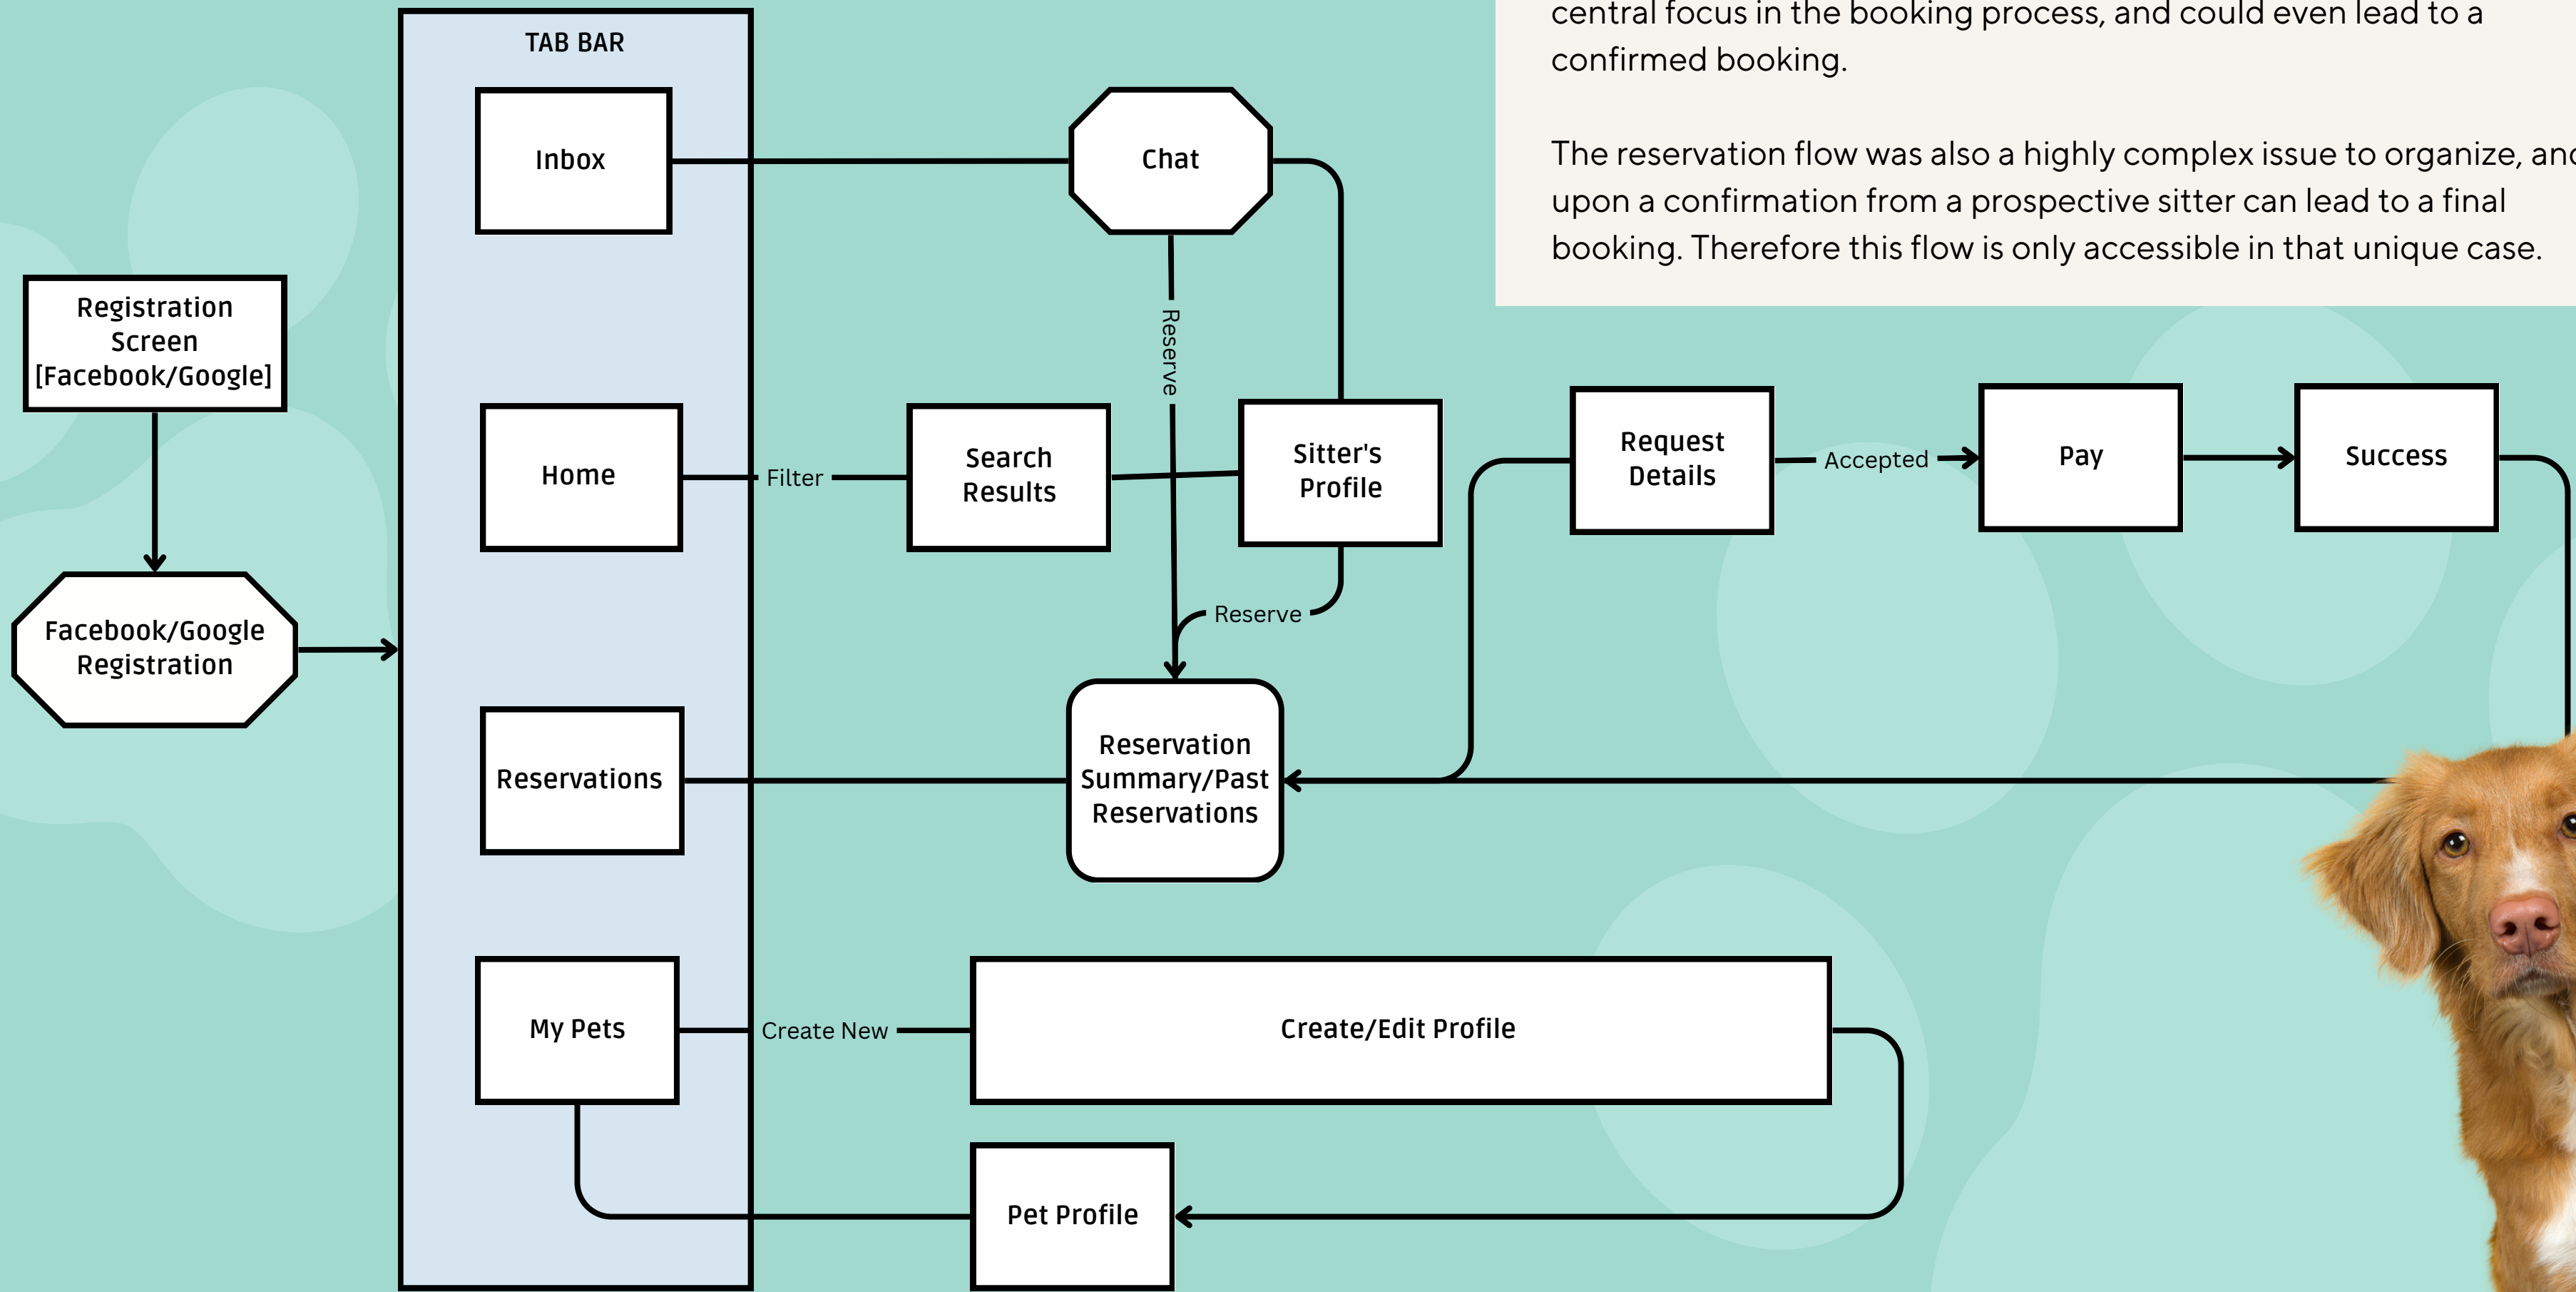 central focus in the booking process, and could even lead to a
confirmed booking.
The reservation flow was also a highly complex issue to organize, and
upon a confirmation from a prospective sitter can lead to a final
booking. Therefore this flow is only accessible in that unique case.
TAB BAR
Inbox
Chat
Registration
Screen
[Facebook/Google]
Reserve
Home
Filter
Search
Results
Sitter's
Profile
Request
Details
Accepted
Pay
Success
Facebook/Google
Registration
Reserve
Reservations
Reservation
Summary/Past
Reservations
My Pets
Create New
Create/Edit Profile
Pet Profile